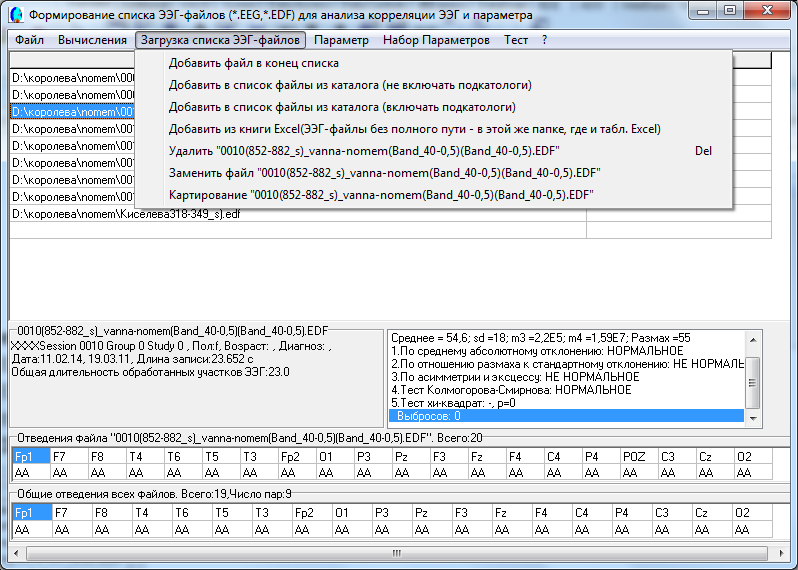 Формирование списка ЭЭГ-файлов (*.EEG,*.EDF) для анализа корреляции ЭЭГ и параметра
Файл Вычисления Загрузка списка ЭЭГ-файлов Параметр Набор Параметров Тест ?
Добавить файл в конец списка
Добавить в список файлы из каталога (не включать подкатологи)
Добавить в список файлы из каталога (включать подкатологи)
Добавить из книги Excel(ЭЭГ-файлы без полного пути - в этой же папке, где и табл. Excel)
Удалить "0010(852-882_s)_vanna-nomem(Band_40-0,5)(Band_40-0,5).EDF" Del
Заменить файл "0010(852-882_s)_vanna-nomem(Band_40-0,5)(Band_40-0,5).EDF
Картирование "0010(852-882_s)_vanna-nomem(Band_40-0,5)(Band_40-0,5).EDF"
D:\королева\nomem\00
D:\королева\nomem\00
D:\королева\nomem\00
D:\королева\nomem\00
D:\королева\nomem\00
D:\королева\nomem\00
D:\королева\nomem\00
D:\королева\nomem\00
D:\королева\nomem\Киселева318-349_s).edf
0010(852-882_s)_vanna-nomem(Band_40-0,5)(Band_40-0,5).EDF
XXXXSession 0010 Group 0 Study 0 , Пол:f, Возраст: , Диагноз: ,
Дата:11.02.14, 19.03.11, Длина записи:23.652 с
Общая длительность обработанных участков ЭЭГ:23.0
Среднее = 54,6; sd =18; m3 =2,2E5; m4 =1,59E7; Размах =55
1.По среднему абсолютному отклонению: НОРМАЛЬНОЕ
2.По отношению размаха к стандартному отклонению: НЕ НОРМАЛЬ
3.По асимметрии и эксцессу: НЕ НОРМАЛЬНОЕ
4.Тест Колмогорова-Смирнова: НОРМАЛЬНОЕ
5.Тест хи-квадрат: -, p=0
Выбросов: 0
Отведения файла "0010(852-882_s)_vanna-nomem(Band_40-0,5)(Band_40-0,5).EDF". Всего:20
Fp1 F7 F8 T4 T6 T5 T3 Fp2 O1 P3 Pz F3 Fz F4 C4 P4 POZ C3 Cz O2
AA AA AA AA AA AA AA AA AA AA AA AA AA AA AA AA AA AA AA AA
Общие отведения всех файлов. Всего:19,Число пар:9
Fp1 F7 F8 T4 T6 T5 T3 Fp2 O1 P3 Pz F3 Fz F4 C4 P4 C3 Cz O2
AA AA AA AA AA AA AA AA AA AA AA AA AA AA AA AA AA AA AA